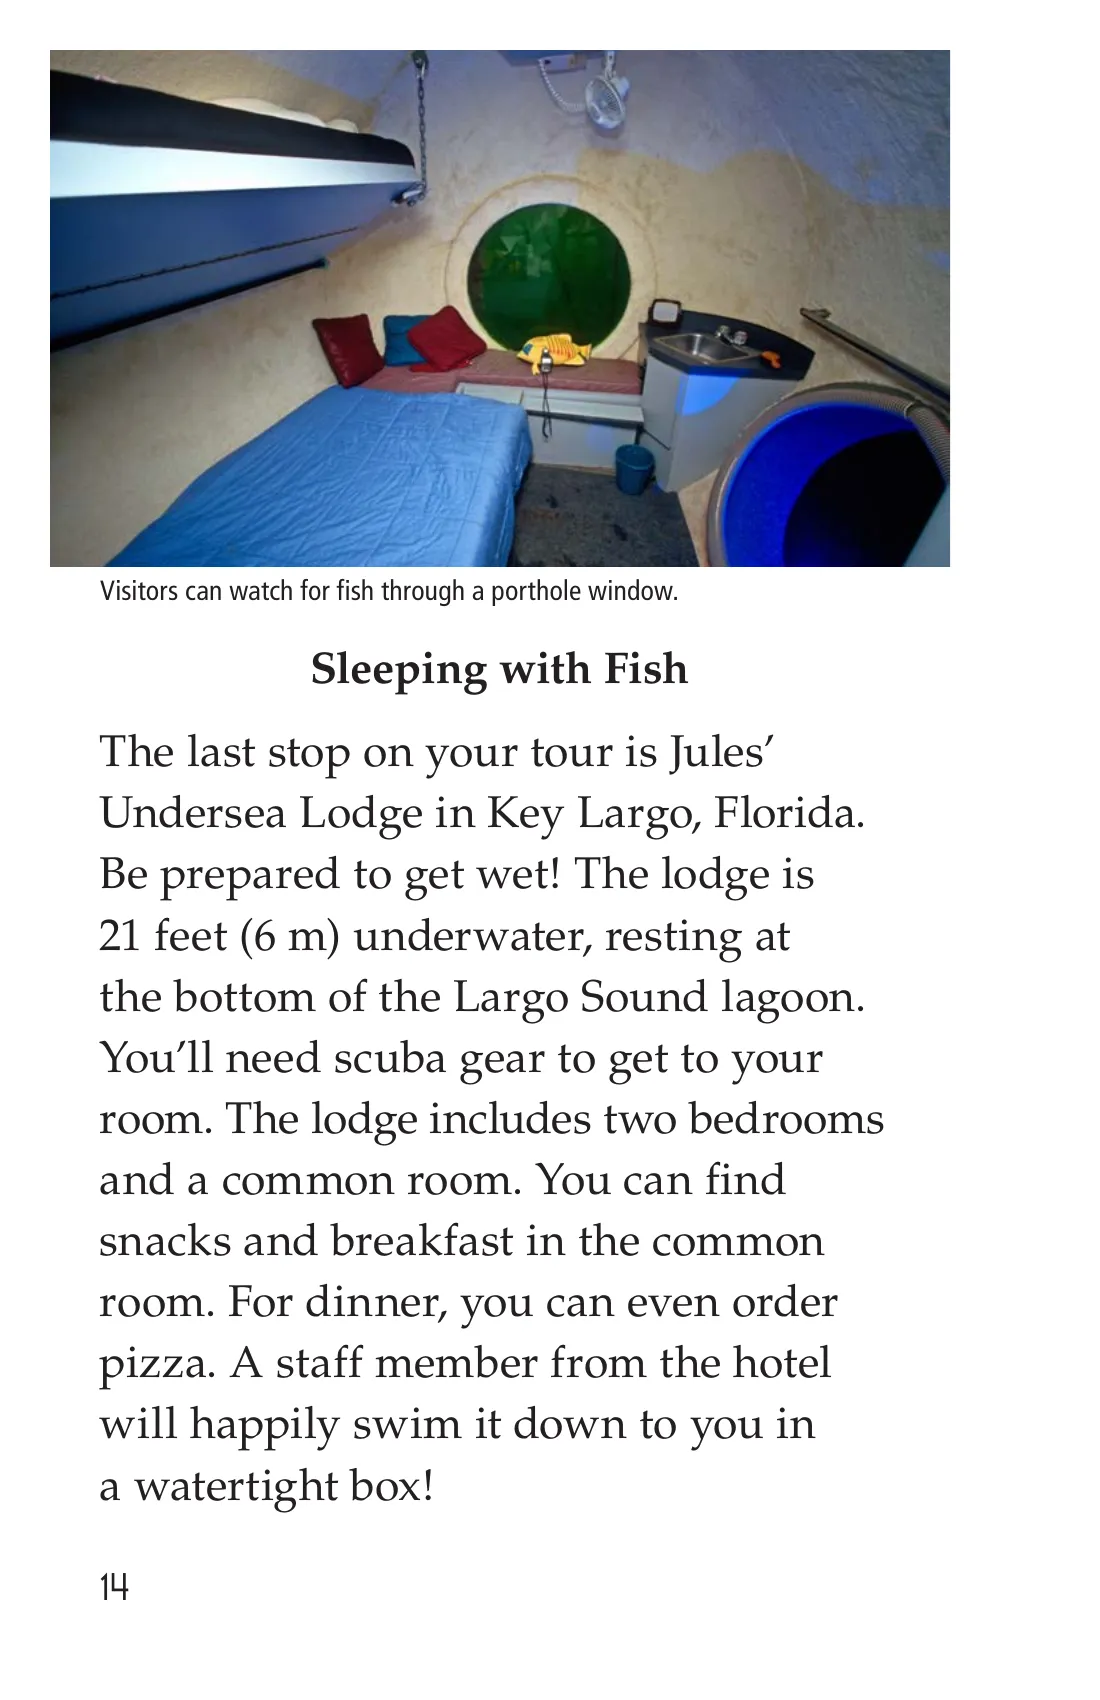 Visitors can watch for fish through a porthole window.
Sleeping with Fish
The last stop on your tour is Jules’
Undersea Lodge in Key Largo, Florida.
Be prepared to get wet! The lodge is
21 feet (6 m) underwater, resting at
the bottom of the Largo Sound lagoon.
You’ll need scuba gear to get to your
room. The lodge includes two bedrooms
and a common room. You can find
snacks and breakfast in the common
room. For dinner, you can even order
pizza. A staff member from the hotel
will happily swim it down to you in
a watertight box!
14